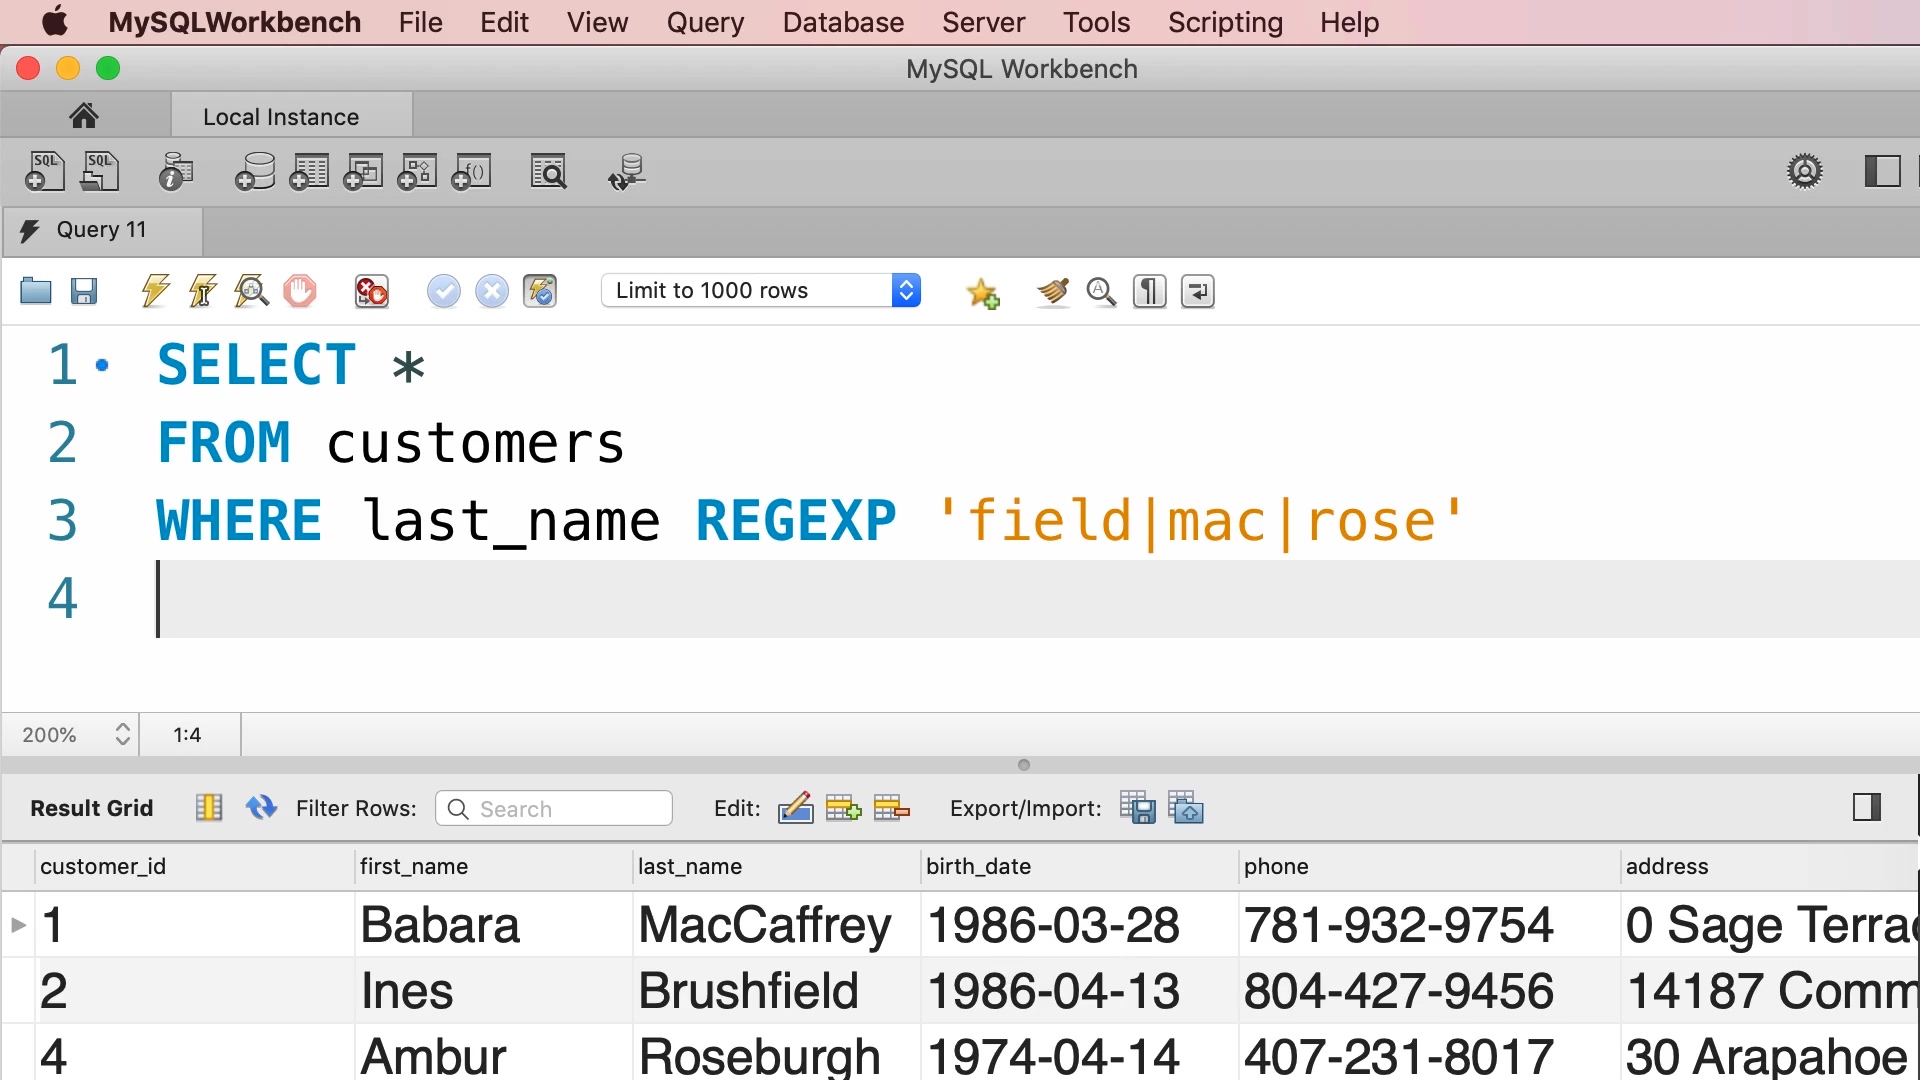 MySQLWorkbench File Edit View Query Database Server Tools Scripting Help
MySQL Workbench
Local Instance
SQL SQL
Query 11
Limit to 1000 rows
1 SELECT *
2 FROM customers
3 WHERE last_name REGEXP 'field|mac|rose'
4
200% 1:4
Result Grid Filter Rows: Search Edit: Export/Import:
customer_id first_name last_name birth_date phone address
1 Babara MacCaffrey 1986-03-28 781-932-9754 0 Sage Terrac
2 Ines Brushfield 1986-04-13 804-427-9456 14187 Comm
4 Ambur Roseburgh 1974-04-14 407-231-8017 30 Arapahoe